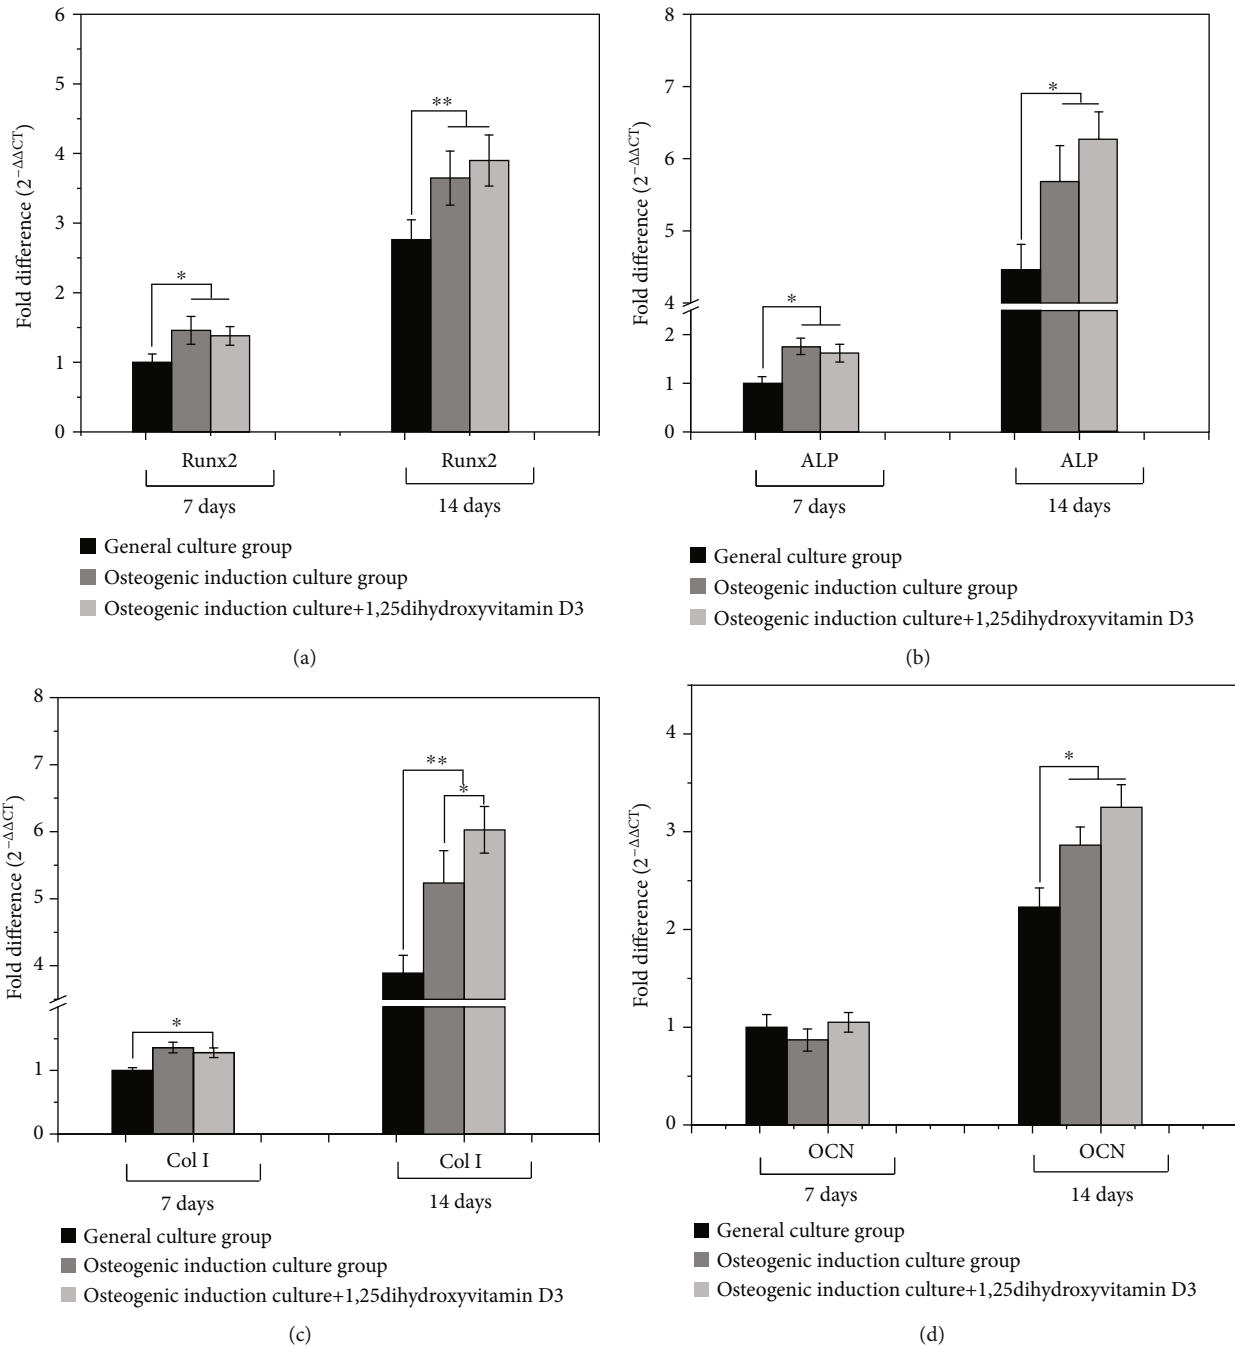 6
5
4
3
2
1
0
Fold difference (2^−ΔΔCT)
*
**
Runx2
Runx2
7 days
14 days
General culture group
Osteogenic induction culture group
Osteogenic induction culture+1,25dihydroxyvitamin D3
(a)
8
7
6
5
4
2
1
0
Fold difference (2^−ΔΔCT)
*
*
ALP
ALP
7 days
14 days
General culture group
Osteogenic induction culture group
Osteogenic induction culture+1,25dihydroxyvitamin D3
(b)
8
7
6
5
4
1
0
Fold difference (2^−ΔΔCT)
*
**
*
Col I
Col I
7 days
14 days
General culture group
Osteogenic induction culture group
Osteogenic induction culture+1,25dihydroxyvitamin D3
(c)
4
3
2
1
0
Fold difference (2^−ΔΔCT)
*
OCN
OCN
7 days
14 days
General culture group
Osteogenic induction culture group
Osteogenic induction culture+1,25dihydroxyvitamin D3
(d)